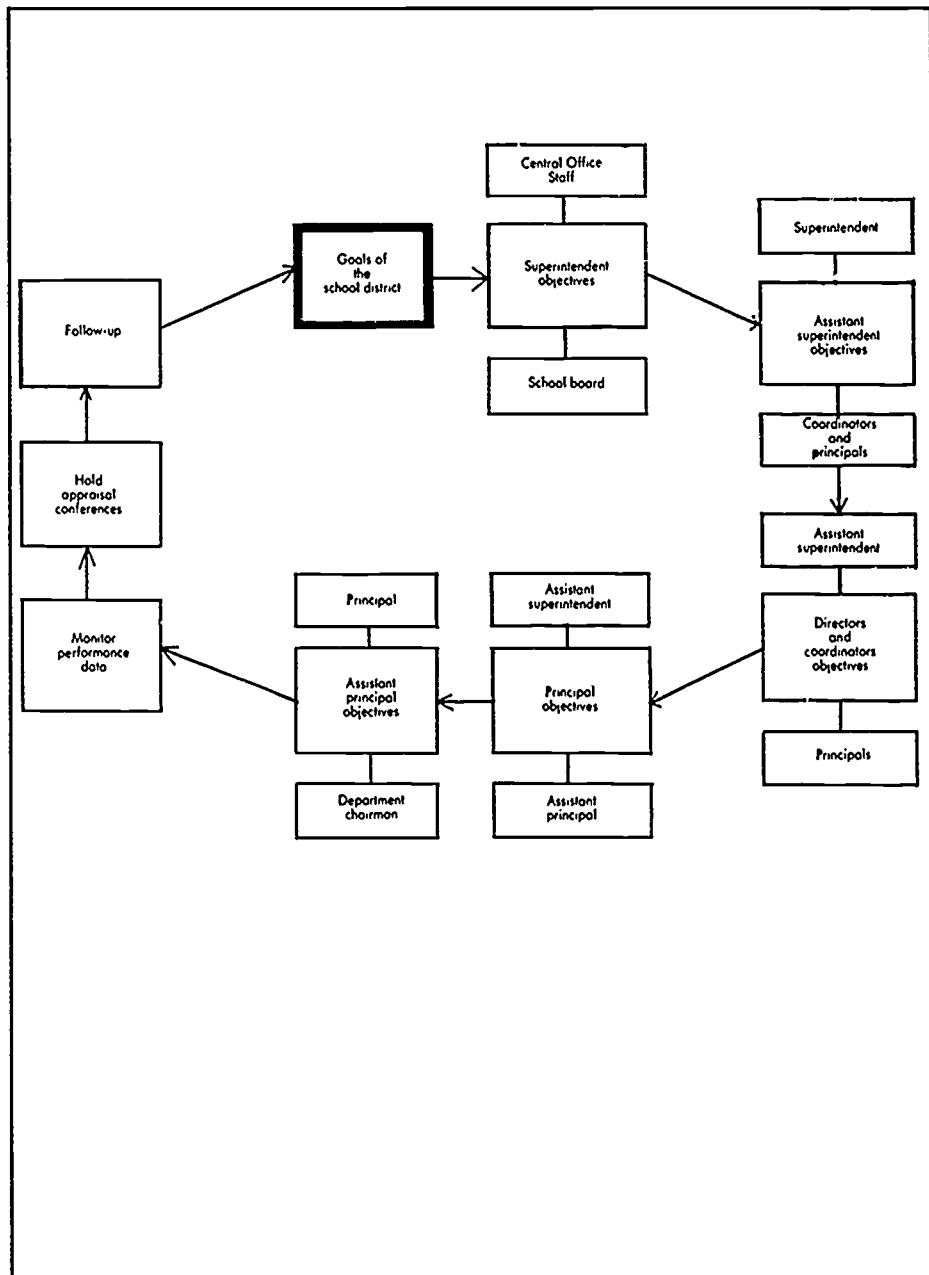 Central Office
Staff
Goals of
the
school district
Superintendent
objectives
School board
Superintendent
Assistant
superintendent
objectives
Coordinators
and
principals
Assistant
superintendent
Directors
and
coordinators
objectives
Principals
Assistant
superintendent
Principal
objectives
Assistant
principal
Principal
Assistant
principal
objectives
Department
chairman
Monitor
performance
data
Hold
appraisal
conferences
Follow-up